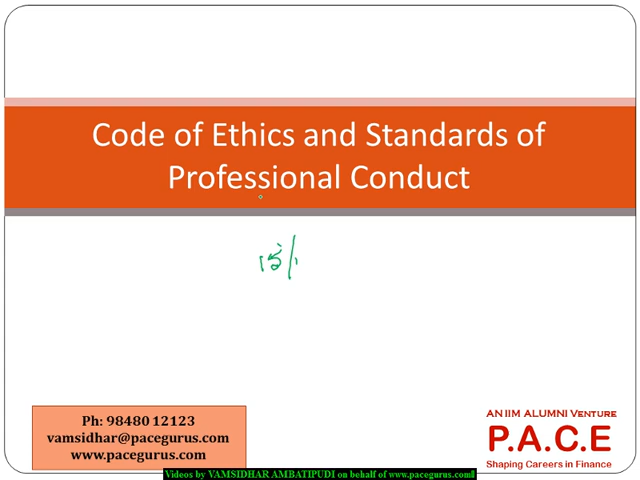 Code of Ethics and Standards of
Professional Conduct
15%
Ph: 98480 12123
vamsidhar@pacegurus.com
www.pacegurus.com
AN IIM ALUMNI VENTURE
P.A.C.E
Shaping Careers in Finance
Videos by VAMSIDHAR AMBATIPUDI on behalf of www.pacegurus.com